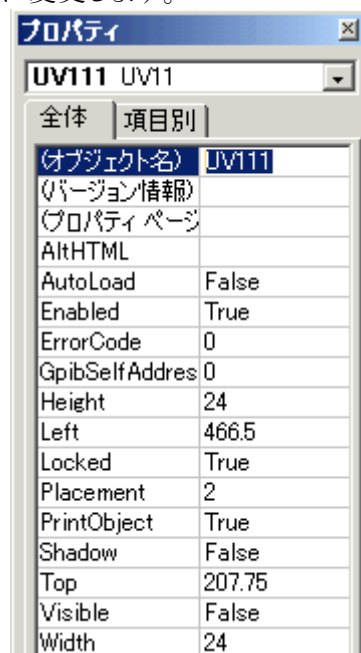 変更します。
プロパティ
UV111 UV11
全体 項目別
(オブジェクト名) UV111
(バージョン情報)
(プロパティ ページ
AltHTML
AutoLoad False
Enabled True
ErrorCode 0
GpibSelfAddres 0
Height 24
Left 466.5
Locked True
Placement 2
PrintObject True
Shadow False
Top 207.75
Visible False
Width 24